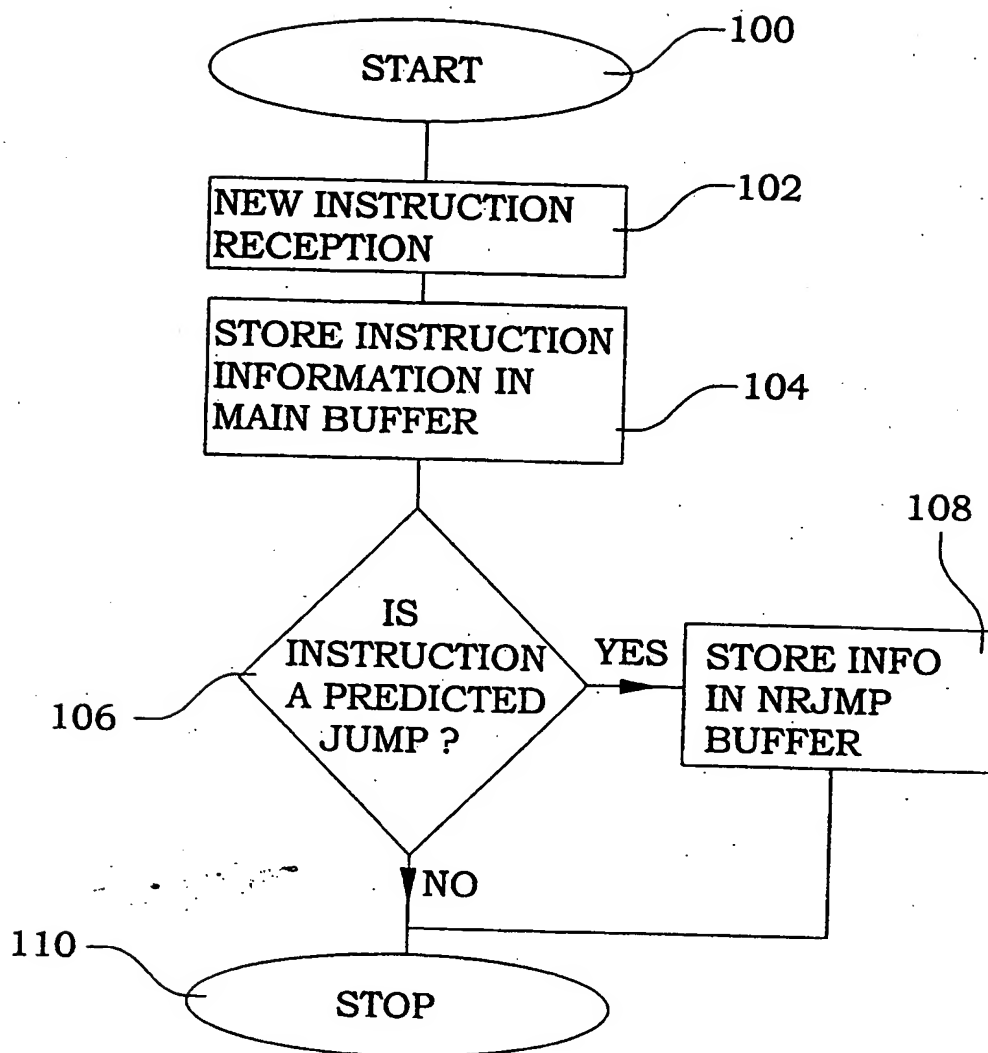 100
START
102
NEW INSTRUCTION
RECEPTION
STORE INSTRUCTION
INFORMATION IN
MAIN BUFFER
104
108
IS
INSTRUCTION
A PREDICTED
JUMP ?
106
YES
STORE INFO
IN NRJMP
BUFFER
NO
110
STOP